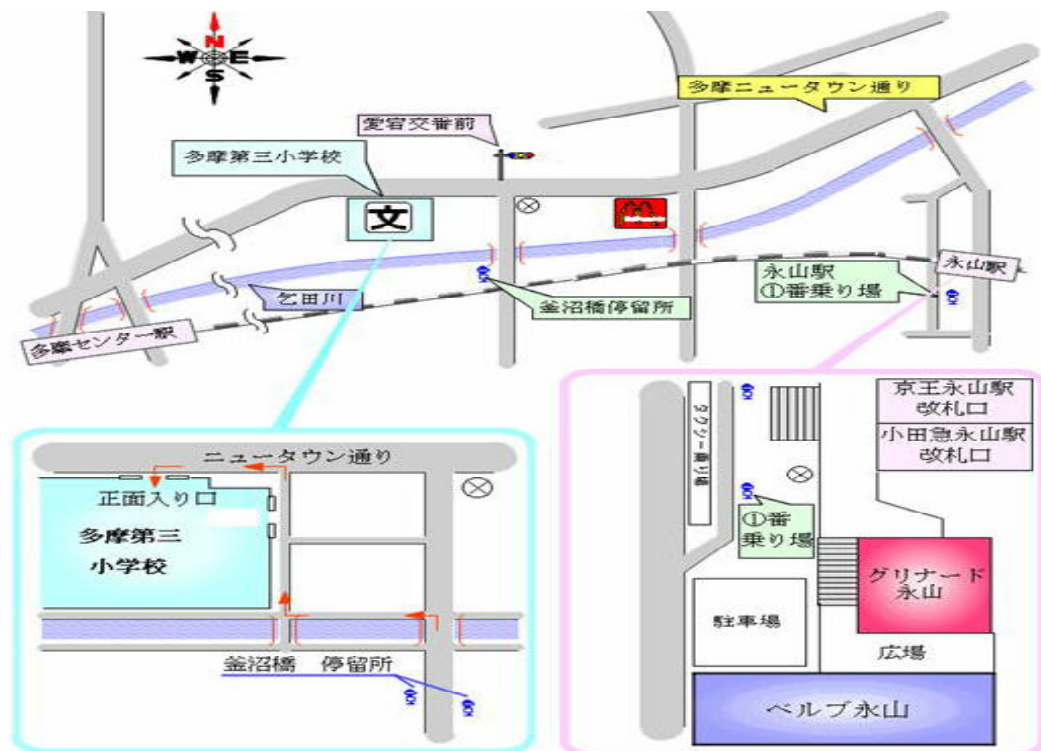 N
W E
S
多摩ニュータウン通り
愛宕交番前
多摩第三小学校
文
永山駅
永山駅
①番乗り場
乞田川
釜沼橋停留所
多摩センター駅
ニュータウン通り
正面入り口
多摩第三
小学校
釜沼橋 停留所
タクシー乗り場
京王永山駅
改札口
小田急永山駅
改札口
①番
乗り場
グリナード
永山
駐車場
広場
ベルブ永山